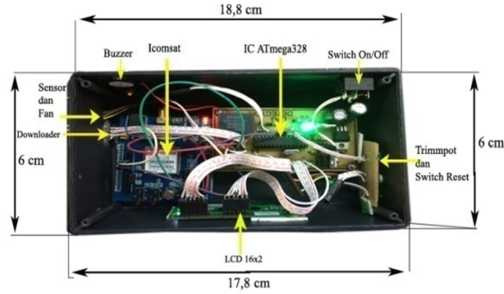 18,8 cm
Buzzer
Icomsat
IC ATmega328
Switch On/Off
Sensor
dan
Fan
Downloader
6 cm
6 cm
Trimmpot
dan
Switch Reset
LCD 16x2
17,8 cm